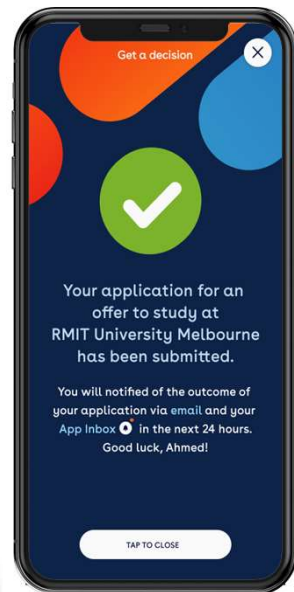 Get a decision
Your application for an
offer to study at
RMIT University Melbourne
has been submitted.
You will notified of the outcome of
your application via email and your
App Inbox in the next 24 hours.
Good luck, Ahmed!
TAP TO CLOSE